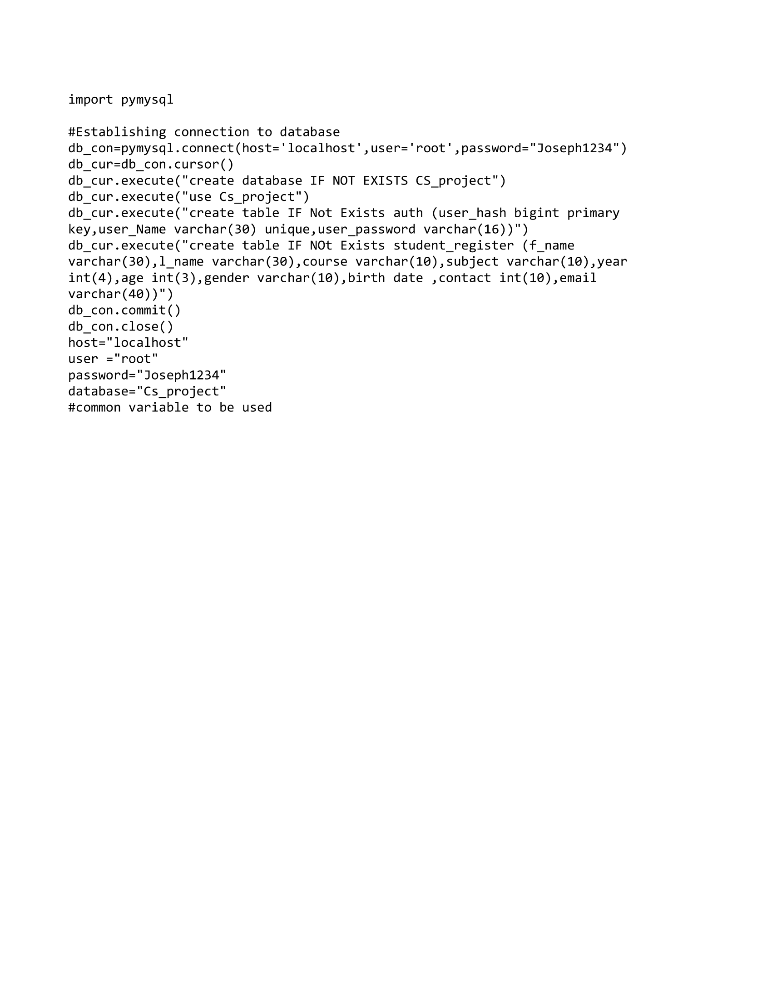 import pymysql
#Establishing connection to database
db_con=pymysql.connect(host='localhost',user='root',password="Joseph1234")
db_cur=db_con.cursor()
db_cur.execute("create database IF NOT EXISTS CS_project")
db_cur.execute("use Cs_project")
db_cur.execute("create table IF Not Exists auth (user_hash bigint primary
key,user_Name varchar(30) unique,user_password varchar(16))")
db_cur.execute("create table IF NOt Exists student_register (f_name
varchar(30),l_name varchar(30),course varchar(10),subject varchar(10),year
int(4),age int(3),gender varchar(10),birth date ,contact int(10),email
varchar(40))")
db_con.commit()
db_con.close()
host="localhost"
user ="root"
password="Joseph1234"
database="Cs_project"
#common variable to be used